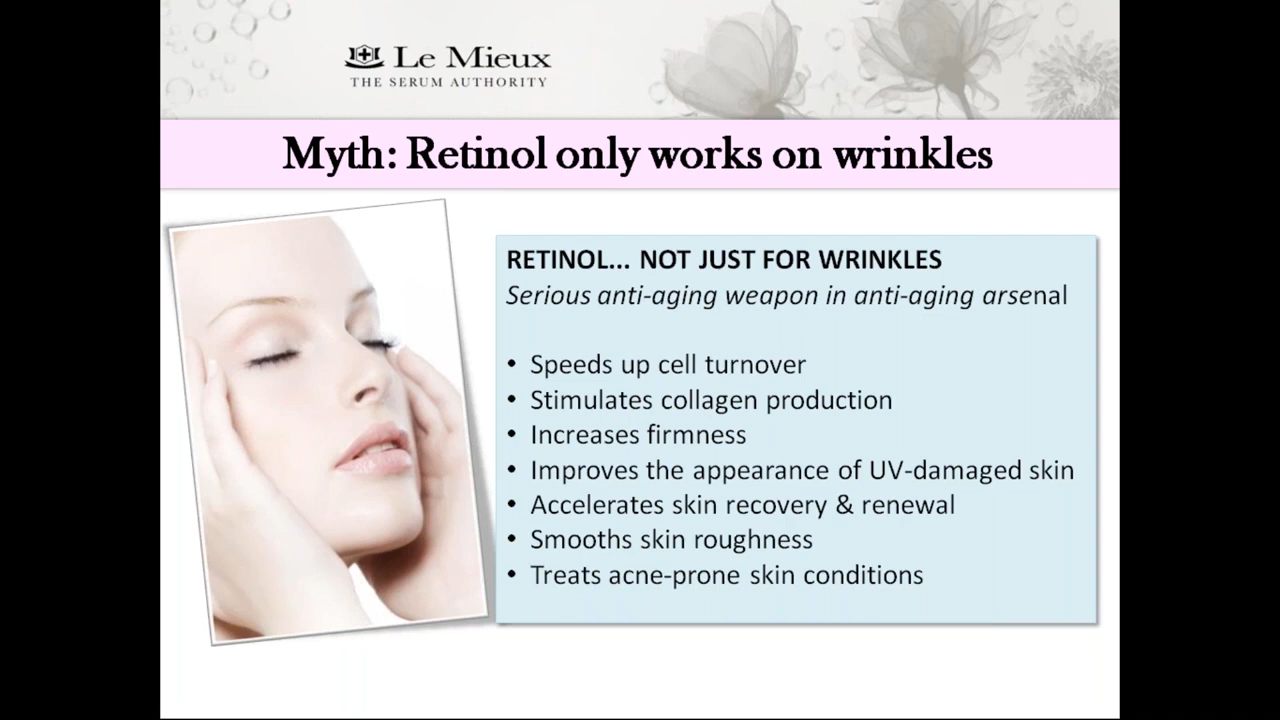 Le Mieux
THE SERUM AUTHORITY
Myth: Retinol only works on wrinkles
RETINOL... NOT JUST FOR WRINKLES
Serious anti-aging weapon in anti-aging arsenal
• Speeds up cell turnover
• Stimulates collagen production
• Increases firmness
• Improves the appearance of UV-damaged skin
• Accelerates skin recovery & renewal
• Smooths skin roughness
• Treats acne-prone skin conditions